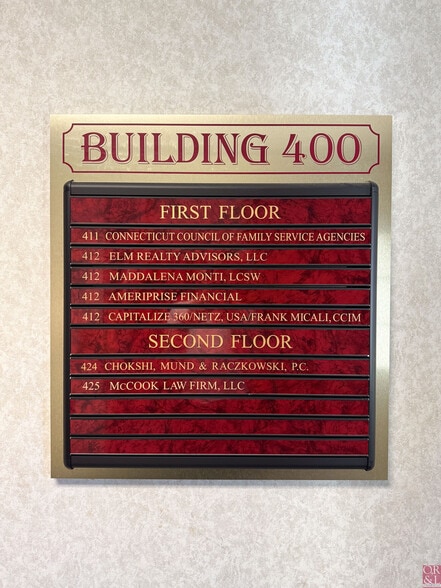 BUILDING 400
FIRST FLOOR
411 CONNECTICUT COUNCIL OF FAMILY SERVICE AGENCIES
412 ELM REALTY ADVISORS, LLC
412 MADDALENA MONTI, LCSW
412 AMERIPRISE FINANCIAL
412 CAPITALIZE 360/NETZ, USA/FRANK MICALI, CCIM
SECOND FLOOR
424 CHOKSHI, MUND & RACZKOWSKI, P.C.
425 McCOOK LAW FIRM, LLC
OR
&L